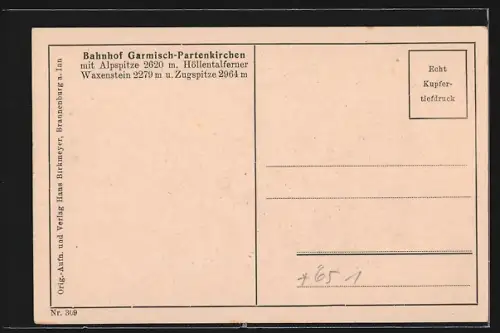 Bahnhof Garmisch-Partenkirchen
mit Alpspitze 2620 m, Höllentalferner
Waxenstein 2279 m u. Zugspitze 2964 m
Echt
Kupfer-
tiefdruck
Orig.-Aufn. und Verlag Hans Birkmeyer, Brannenburg a. Inn
Nr. 309